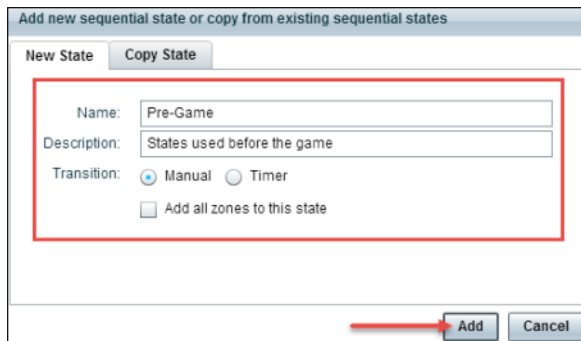 Add new sequential state or copy from existing sequential states
New State Copy State
Name: Pre-Game
Description: States used before the game
Transition: Manual Timer
Add all zones to this state
Add Cancel